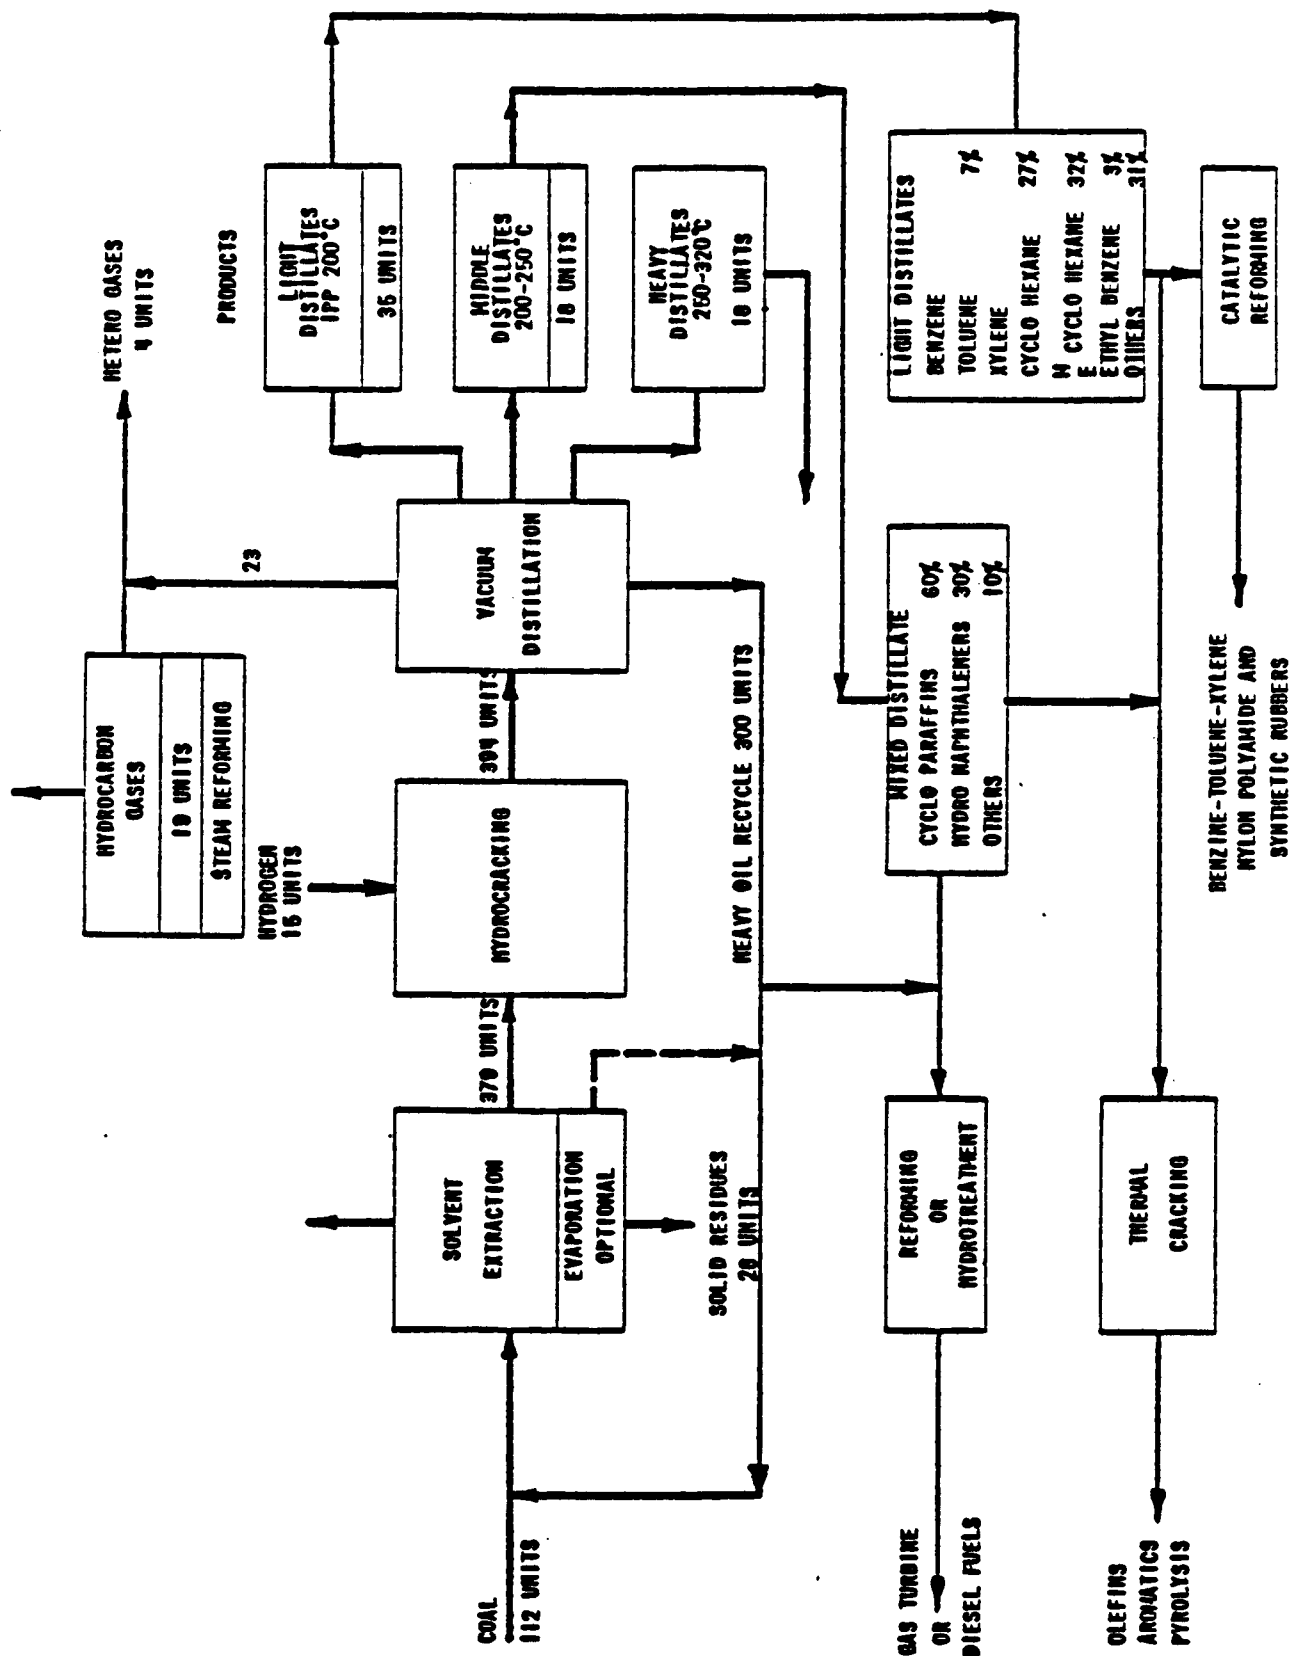 HYDROCARBON
GASES
19 UNITS
STEAM REFORMING
HETERO GASES
4 UNITS
23
HYDROGEN
15 UNITS
PRODUCTS
LIGHT
DISTILLATES
IPP 200°C
35 UNITS
COAL
112 UNITS
SOLVENT
EXTRACTION
EVAPORATION
OPTIONAL
379 UNITS
HYDROCRACKING
394 UNITS
VACUUM
DISTILLATION
MIDDLE
DISTILLATES
200-250°C
18 UNITS
HEAVY
DISTILLATES
250-320°C
18 UNITS
SOLID RESIDUES
28 UNITS
HEAVY OIL RECYCLE 300 UNITS
GAS TURBINE
OR
DIESEL FUELS
REFORMING
OR
HYDROTREATMENT
MIXED DISTILLATE
CYCLO PARAFFINS 60%
HYDRO NAPHTHALENERS 30%
OTHERS 10%
LIGHT DISTILLATES
BENZENE
TOLUENE 7%
XYLENE
CYCLO HEXANE 27%
M CYCLO HEXANE 32%
E
ETHYL BENZENE 3%
OTHERS 31%
OLEFINS
AROMATICS
PYROLYSIS
THERMAL
CRACKING
BENZINE-TOLUENE-XYLENE
NYLON POLYAMIDE AND
SYNTHETIC RUBBERS
CATALYTIC
REFORMING